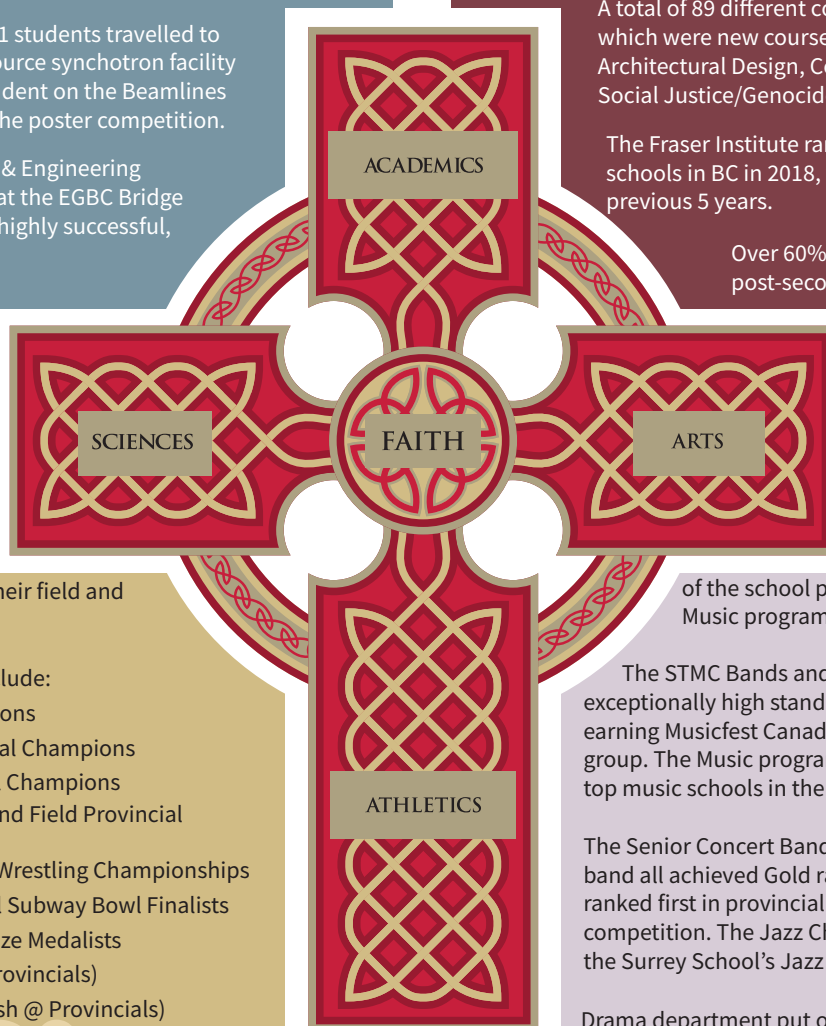 1 students travelled to
ource synchotron facility
dent on the Beamlines
he poster competition.
& Engineering
at the EGBC Bridge
highly successful,
A total of 89 different co
which were new course
Architectural Design, Co
Social Justice/Genocid
The Fraser Institute ran
schools in BC in 2018,
previous 5 years.
Over 60%
post-seco
ACADEMICS
SCIENCES
FAITH
ARTS
ATHLETICS
heir field and
lude:
ons
al Champions
Champions
nd Field Provincial
Wrestling Championships
l Subway Bowl Finalists
ze Medalists
rovincials)
sh @ Provincials)
of the school p
Music program
The STMC Bands and
exceptionally high stand
earning Musicfest Canad
group. The Music progra
top music schools in the
The Senior Concert Band
band all achieved Gold ra
ranked first in provincial
competition. The Jazz Ch
the Surrey School's Jazz
Drama department put o